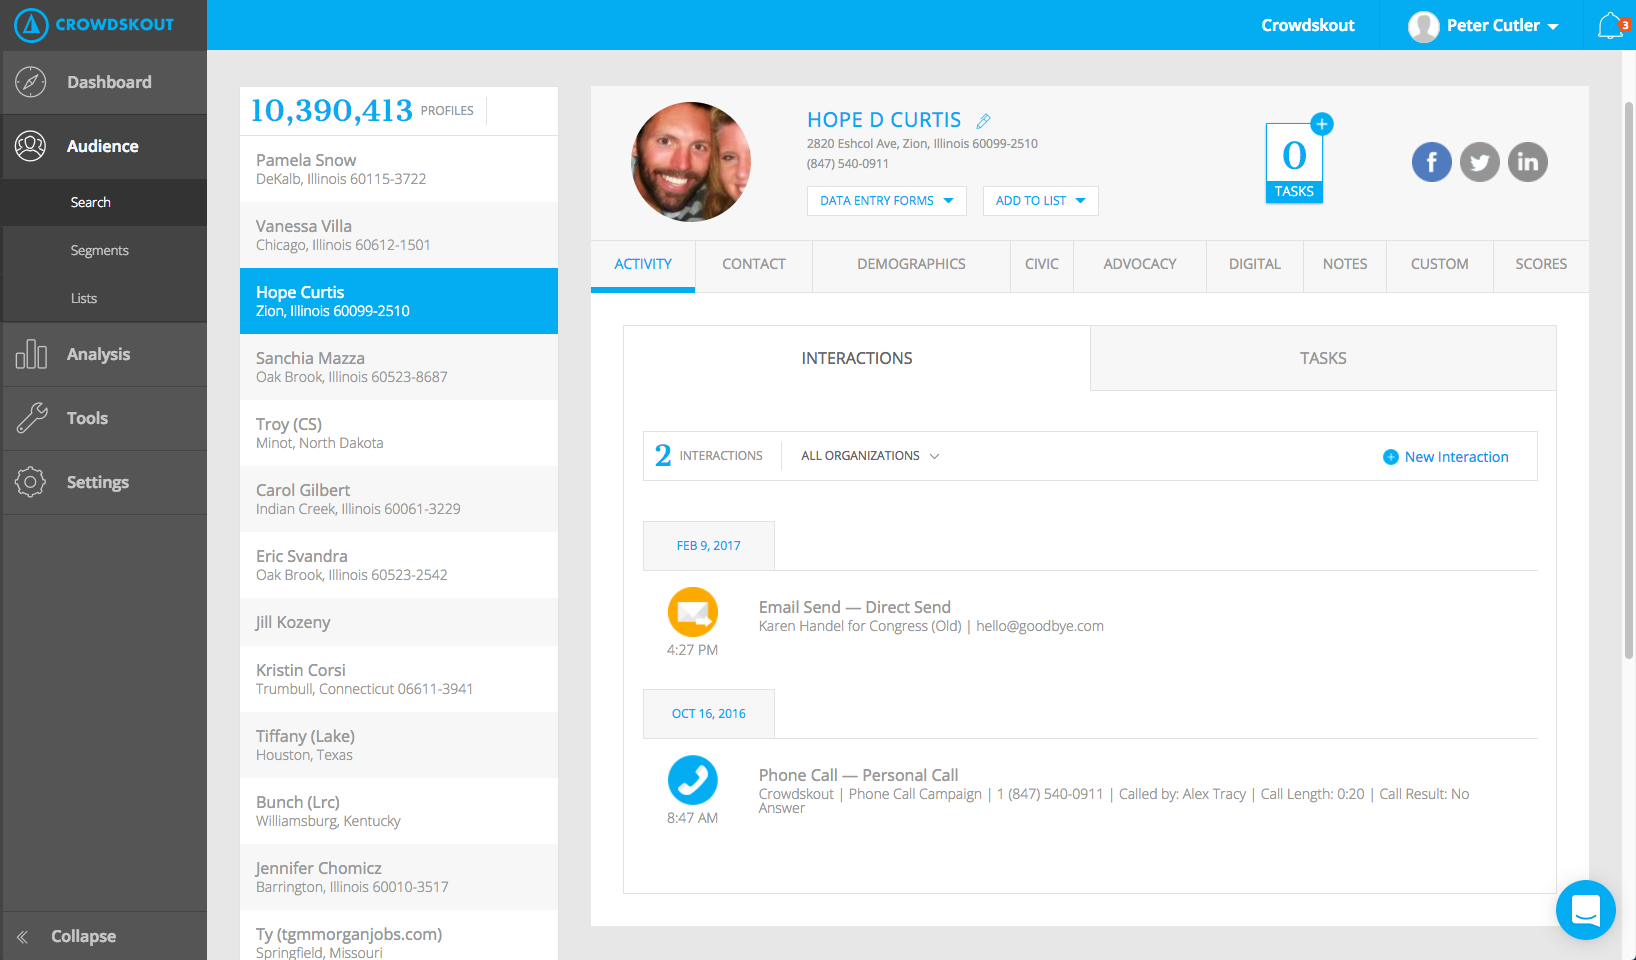 CROWDSKOUT
Crowdskout
Peter Cutler
3
Dashboard
Audience
Search
Segments
Lists
Analysis
Tools
Settings
Collapse
10,390,413 PROFILES
Pamela Snow
DeKalb, Illinois 60115-3722
Vanessa Villa
Chicago, Illinois 60612-1501
Hope Curtis
Zion, Illinois 60099-2510
Sanchia Mazza
Oak Brook, Illinois 60523-8687
Troy (CS)
Minot, North Dakota
Carol Gilbert
Indian Creek, Illinois 60061-3229
Eric Svandra
Oak Brook, Illinois 60523-2542
Jill Kozeny
Kristin Corsi
Trumbull, Connecticut 06611-3941
Tiffany (Lake)
Houston, Texas
Bunch (Lrc)
Williamsburg, Kentucky
Jennifer Chomicz
Barrington, Illinois 60010-3517
Ty (tgmmorganjobs.com)
Springfield, Missouri
HOPE D CURTIS
2820 Eshcol Ave, Zion, Illinois 60099-2510
(847) 540-0911
DATA ENTRY FORMS
ADD TO LIST
0
TASKS
f
in
ACTIVITY
CONTACT
DEMOGRAPHICS
CIVIC
ADVOCACY
DIGITAL
NOTES
CUSTOM
SCORES
INTERACTIONS
TASKS
2 INTERACTIONS
ALL ORGANIZATIONS
New Interaction
FEB 9, 2017
Email Send — Direct Send
Karen Handel for Congress (Old) | hello@goodbye.com
4:27 PM
OCT 16, 2016
Phone Call — Personal Call
Crowdskout | Phone Call Campaign | 1 (847) 540-0911 | Called by: Alex Tracy | Call Length: 0:20 | Call Result: No
Answer
8:47 AM